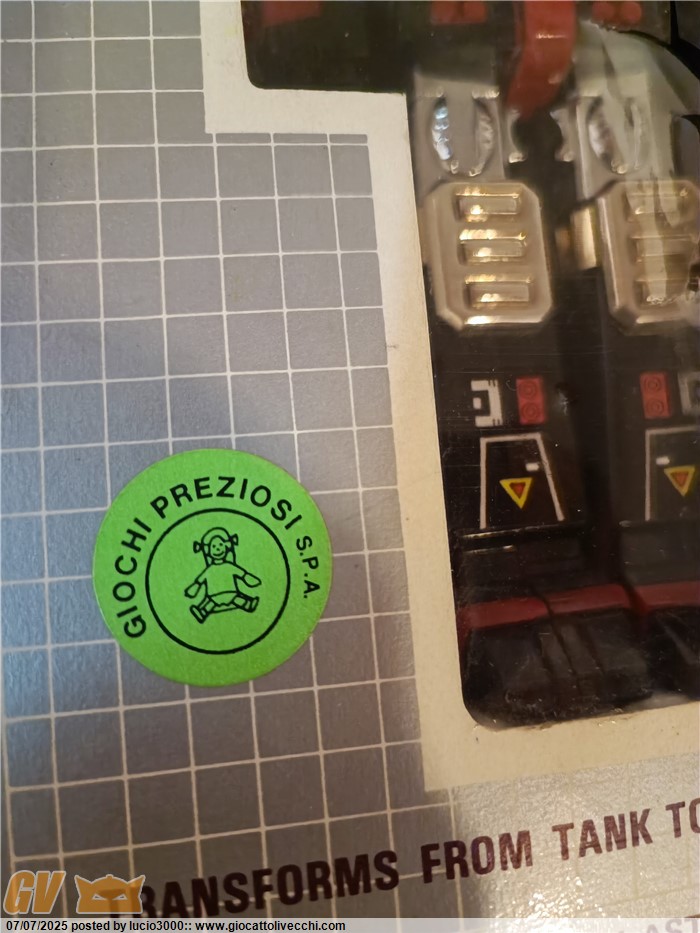 GIOCHI PREZIOSI S.P.A.
TRANSFORMS FROM TANK TO
GV
07/07/2025 posted by lucio3000:: www.giocattolivecchi.com